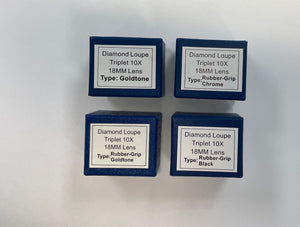 Diamond Loupe
Triplet 10X
18MM Lens
Type: Goldtone
Diamond Loupe
Triplet 10X
18MM Lens
Type: Rubber-Grip
Chrome
Diamond Loupe
Triplet 10X
18MM Lens
Type: Rubber-Grip
Goldtone
Diamond Loupe
Triplet 10X
18MM Lens
Type: Rubber-Grip
Black